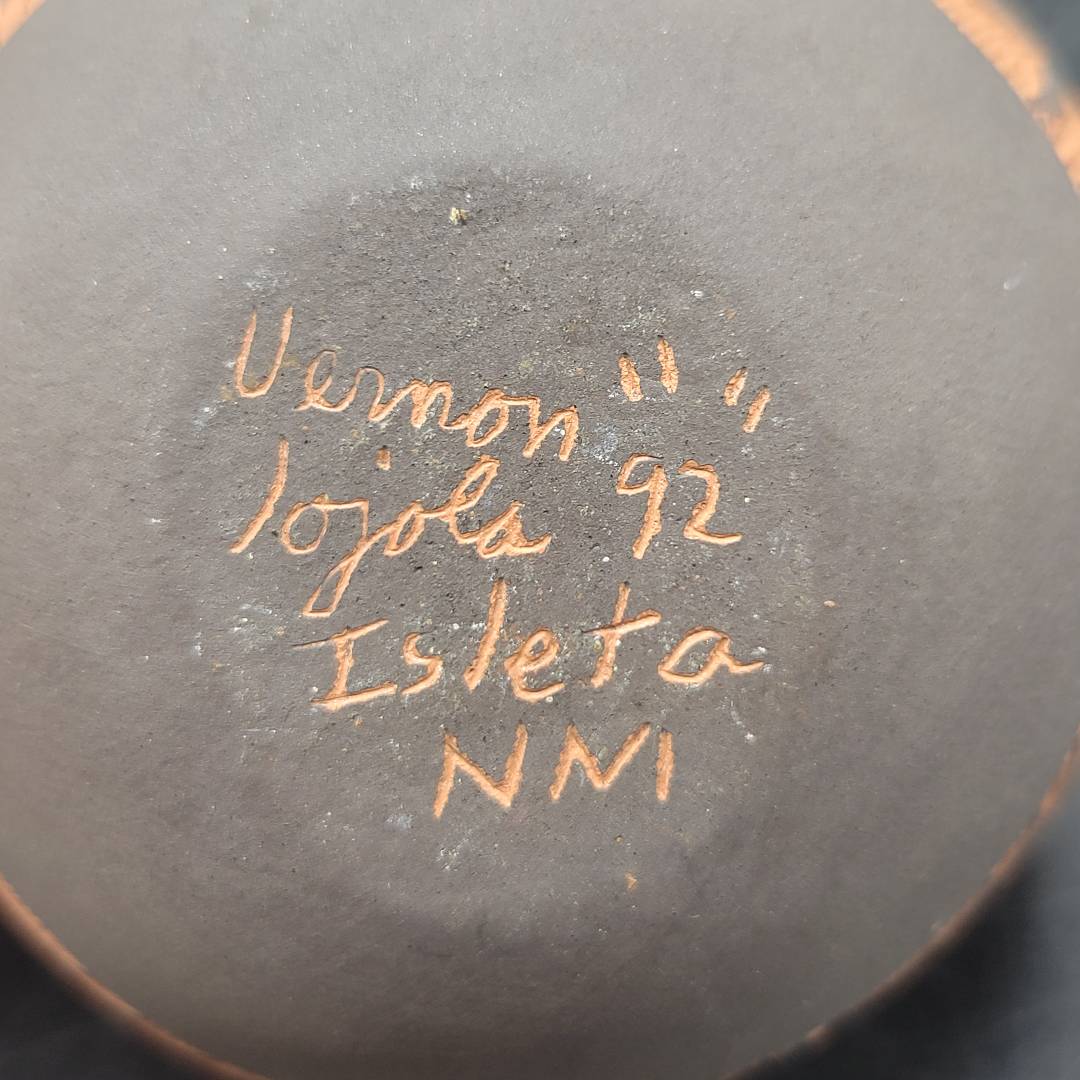 Vernon " "
lojola 92
Isleta
NM